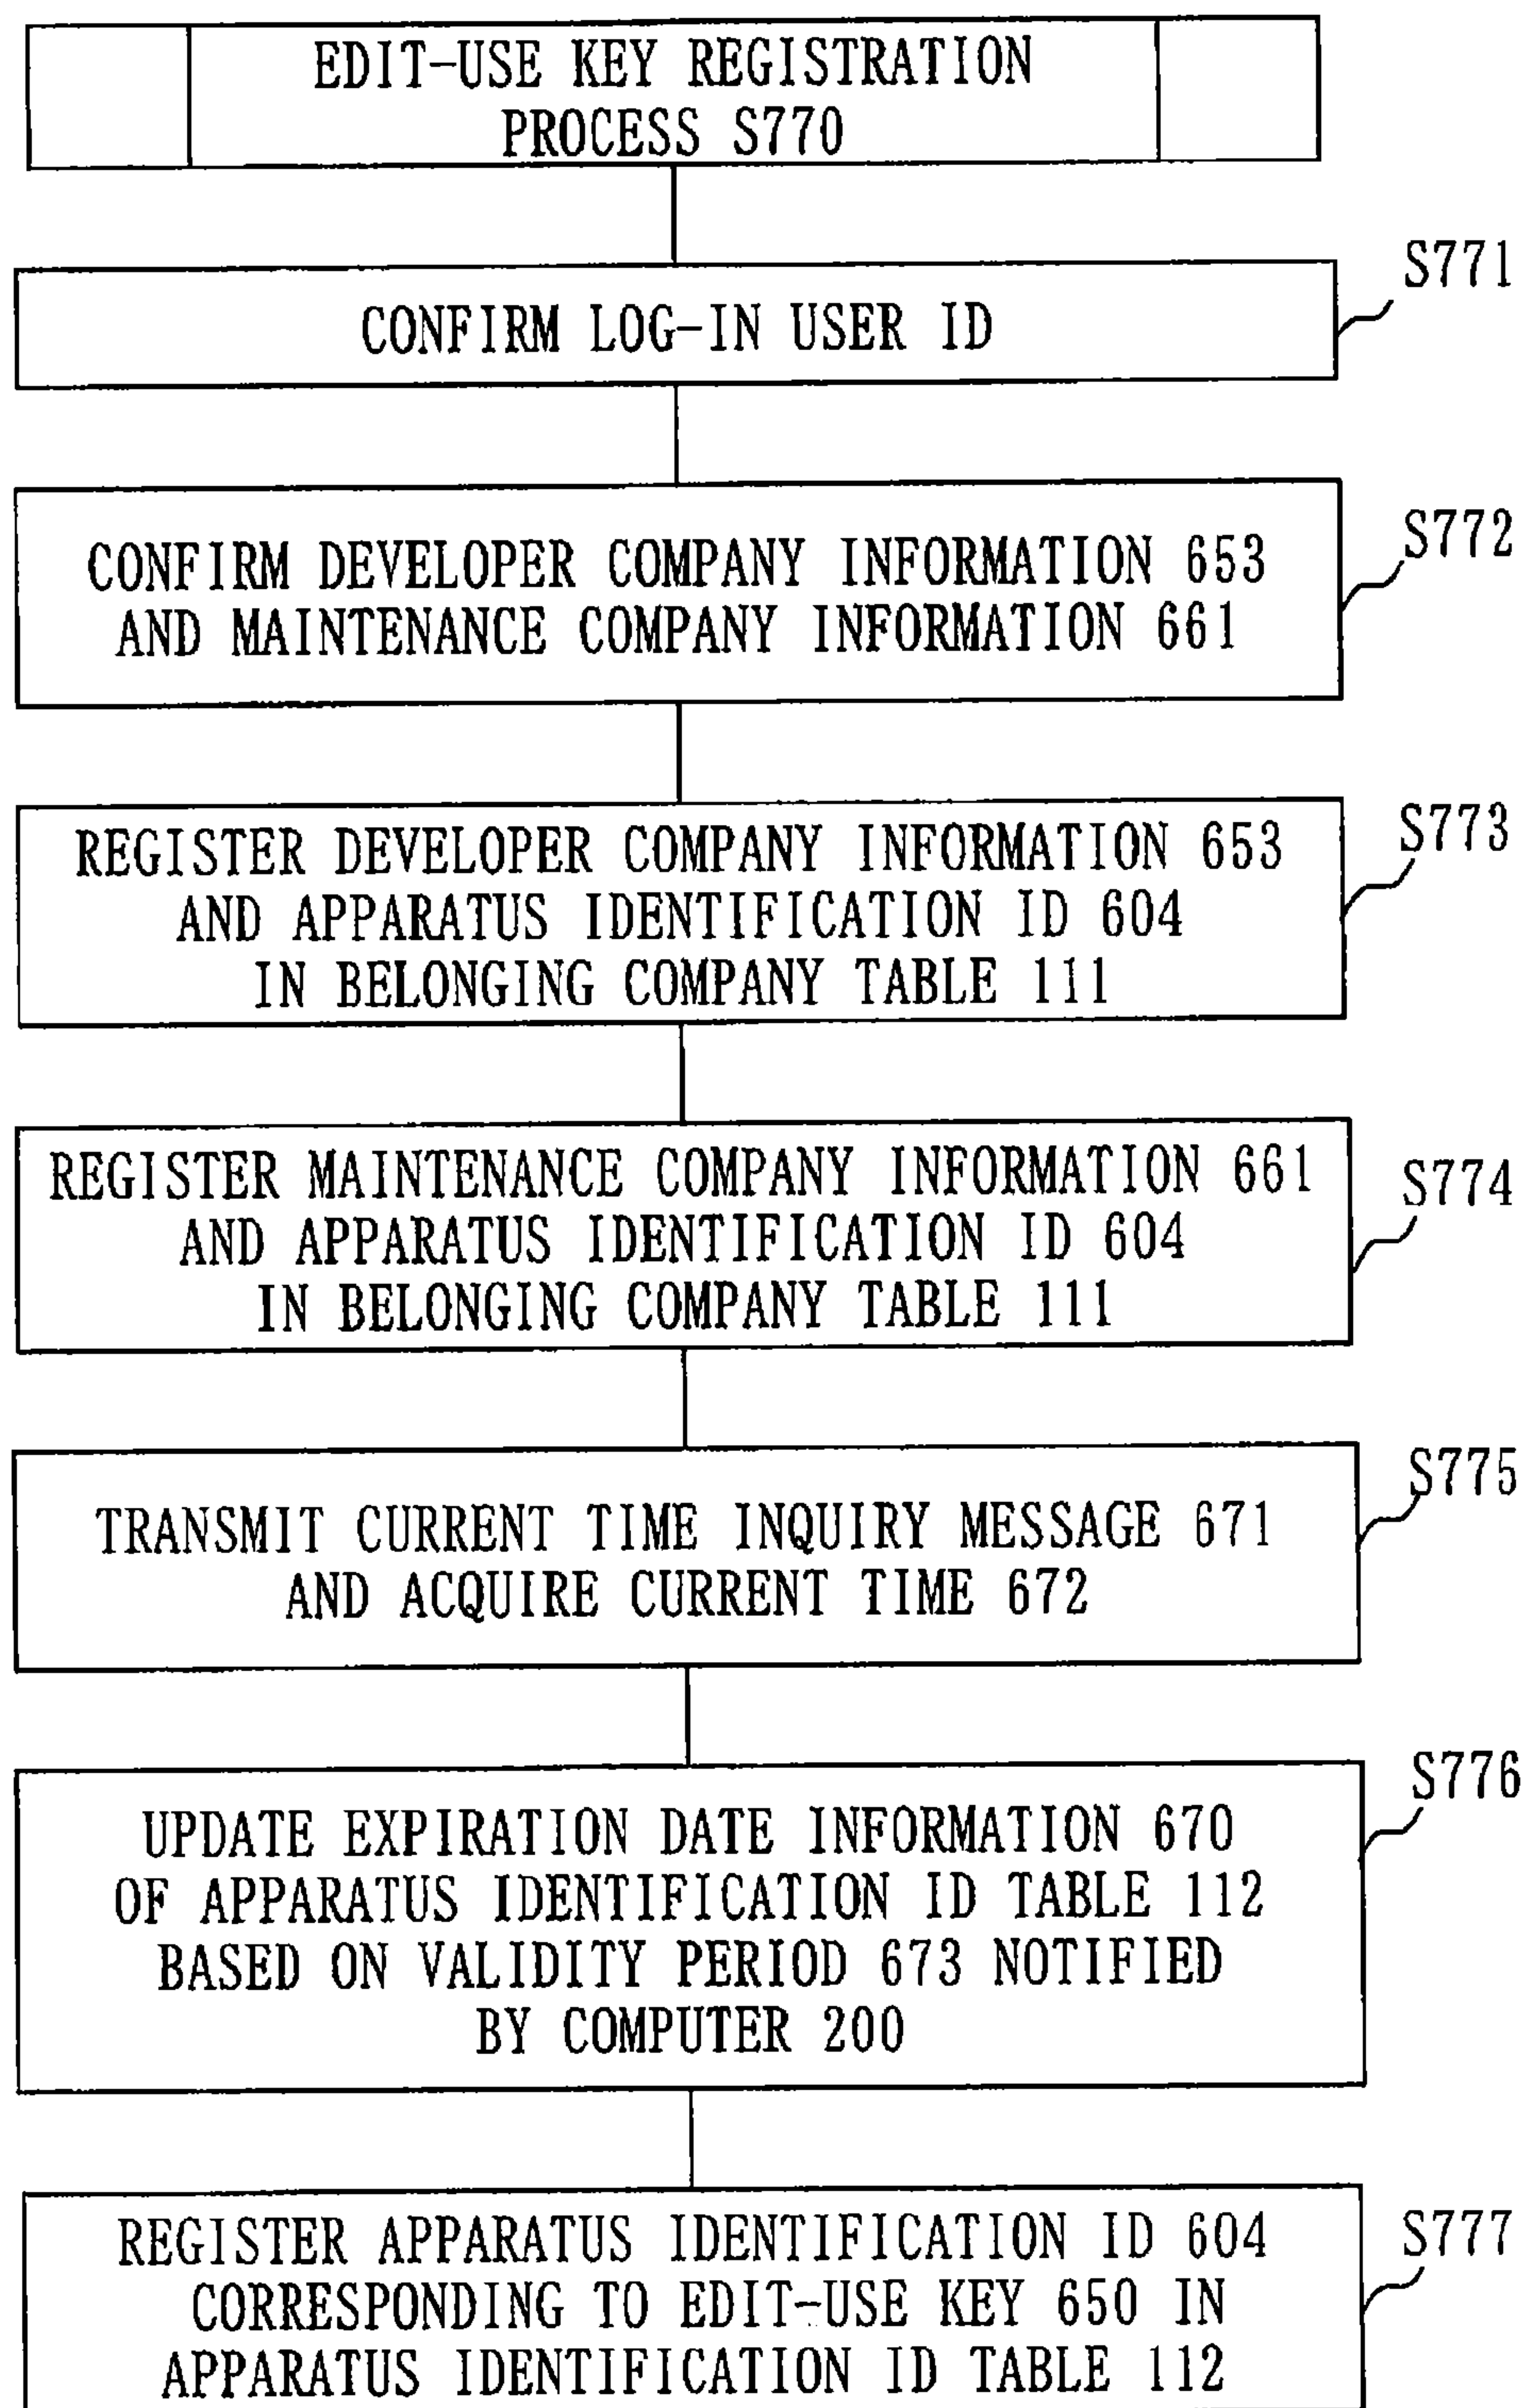 EDIT-USE KEY REGISTRATION
PROCESS S770
S771
CONFIRM LOG-IN USER ID
S772
CONFIRM DEVELOPER COMPANY INFORMATION 653
AND MAINTENANCE COMPANY INFORMATION 661
S773
REGISTER DEVELOPER COMPANY INFORMATION 653
AND APPARATUS IDENTIFICATION ID 604
IN BELONGING COMPANY TABLE 111
S774
REGISTER MAINTENANCE COMPANY INFORMATION 661
AND APPARATUS IDENTIFICATION ID 604
IN BELONGING COMPANY TABLE 111
S775
TRANSMIT CURRENT TIME INQUIRY MESSAGE 671
AND ACQUIRE CURRENT TIME 672
S776
UPDATE EXPIRATION DATE INFORMATION 670
OF APPARATUS IDENTIFICATION ID TABLE 112
BASED ON VALIDITY PERIOD 673 NOTIFIED
BY COMPUTER 200
S777
REGISTER APPARATUS IDENTIFICATION ID 604
CORRESPONDING TO EDIT-USE KEY 650 IN
APPARATUS IDENTIFICATION ID TABLE 112